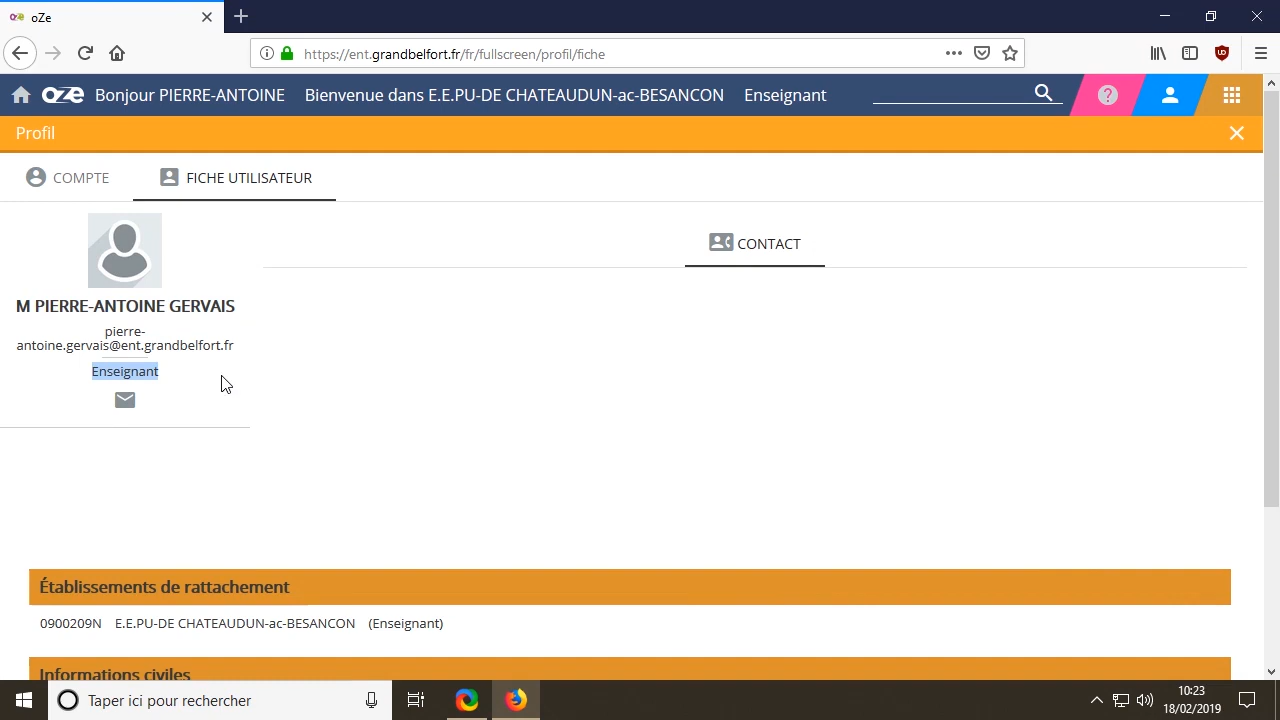 oZe
https://ent.grandbelfort.fr/fr/fullscreen/profil/fiche
oze Bonjour PIERRE-ANTOINE Bienvenue dans E.E.PU-DE CHATEAUDUN-ac-BESANCON Enseignant
Profil
COMPTE FICHE UTILISATEUR
CONTACT
M PIERRE-ANTOINE GERVAIS
pierre-
antoine.gervais@ent.grandbelfort.fr
Enseignant
Établissements de rattachement
0900209N E.E.PU-DE CHATEAUDUN-ac-BESANCON (Enseignant)
Informations civiles
Taper ici pour rechercher
10:23
18/02/2019